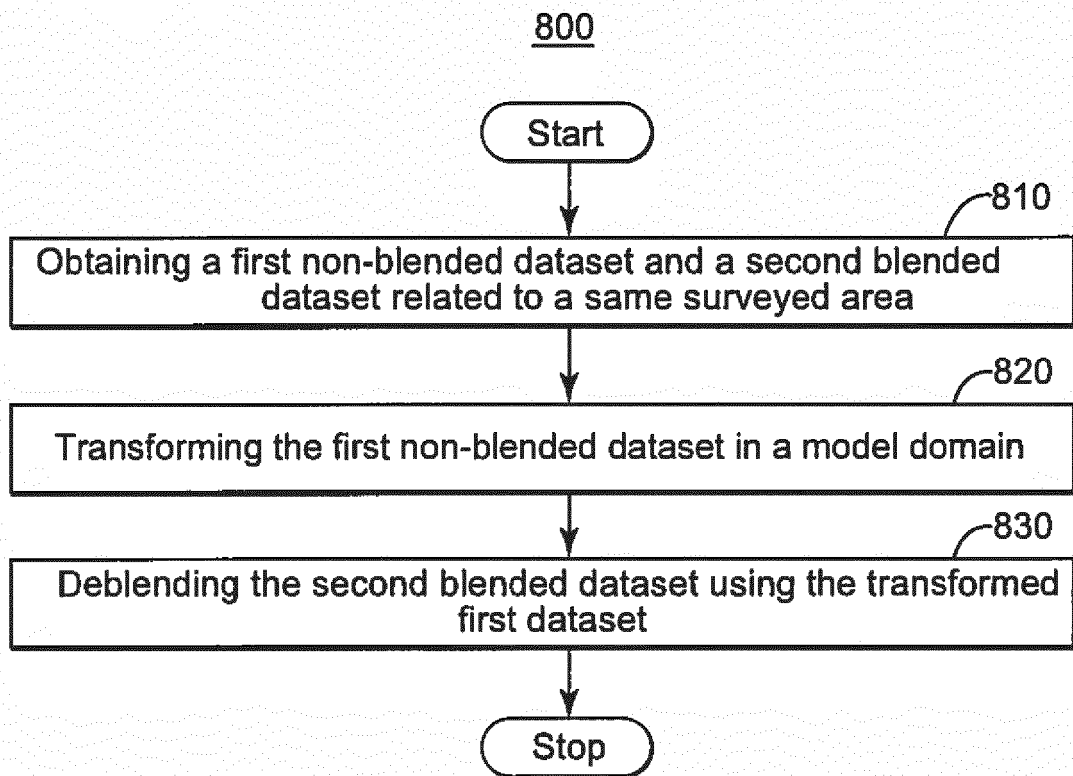 800
Start
810
Obtaining a first non-blended dataset and a second blended
dataset related to a same surveyed area
820
Transforming the first non-blended dataset in a model domain
830
Deblending the second blended dataset using the transformed
first dataset
Stop